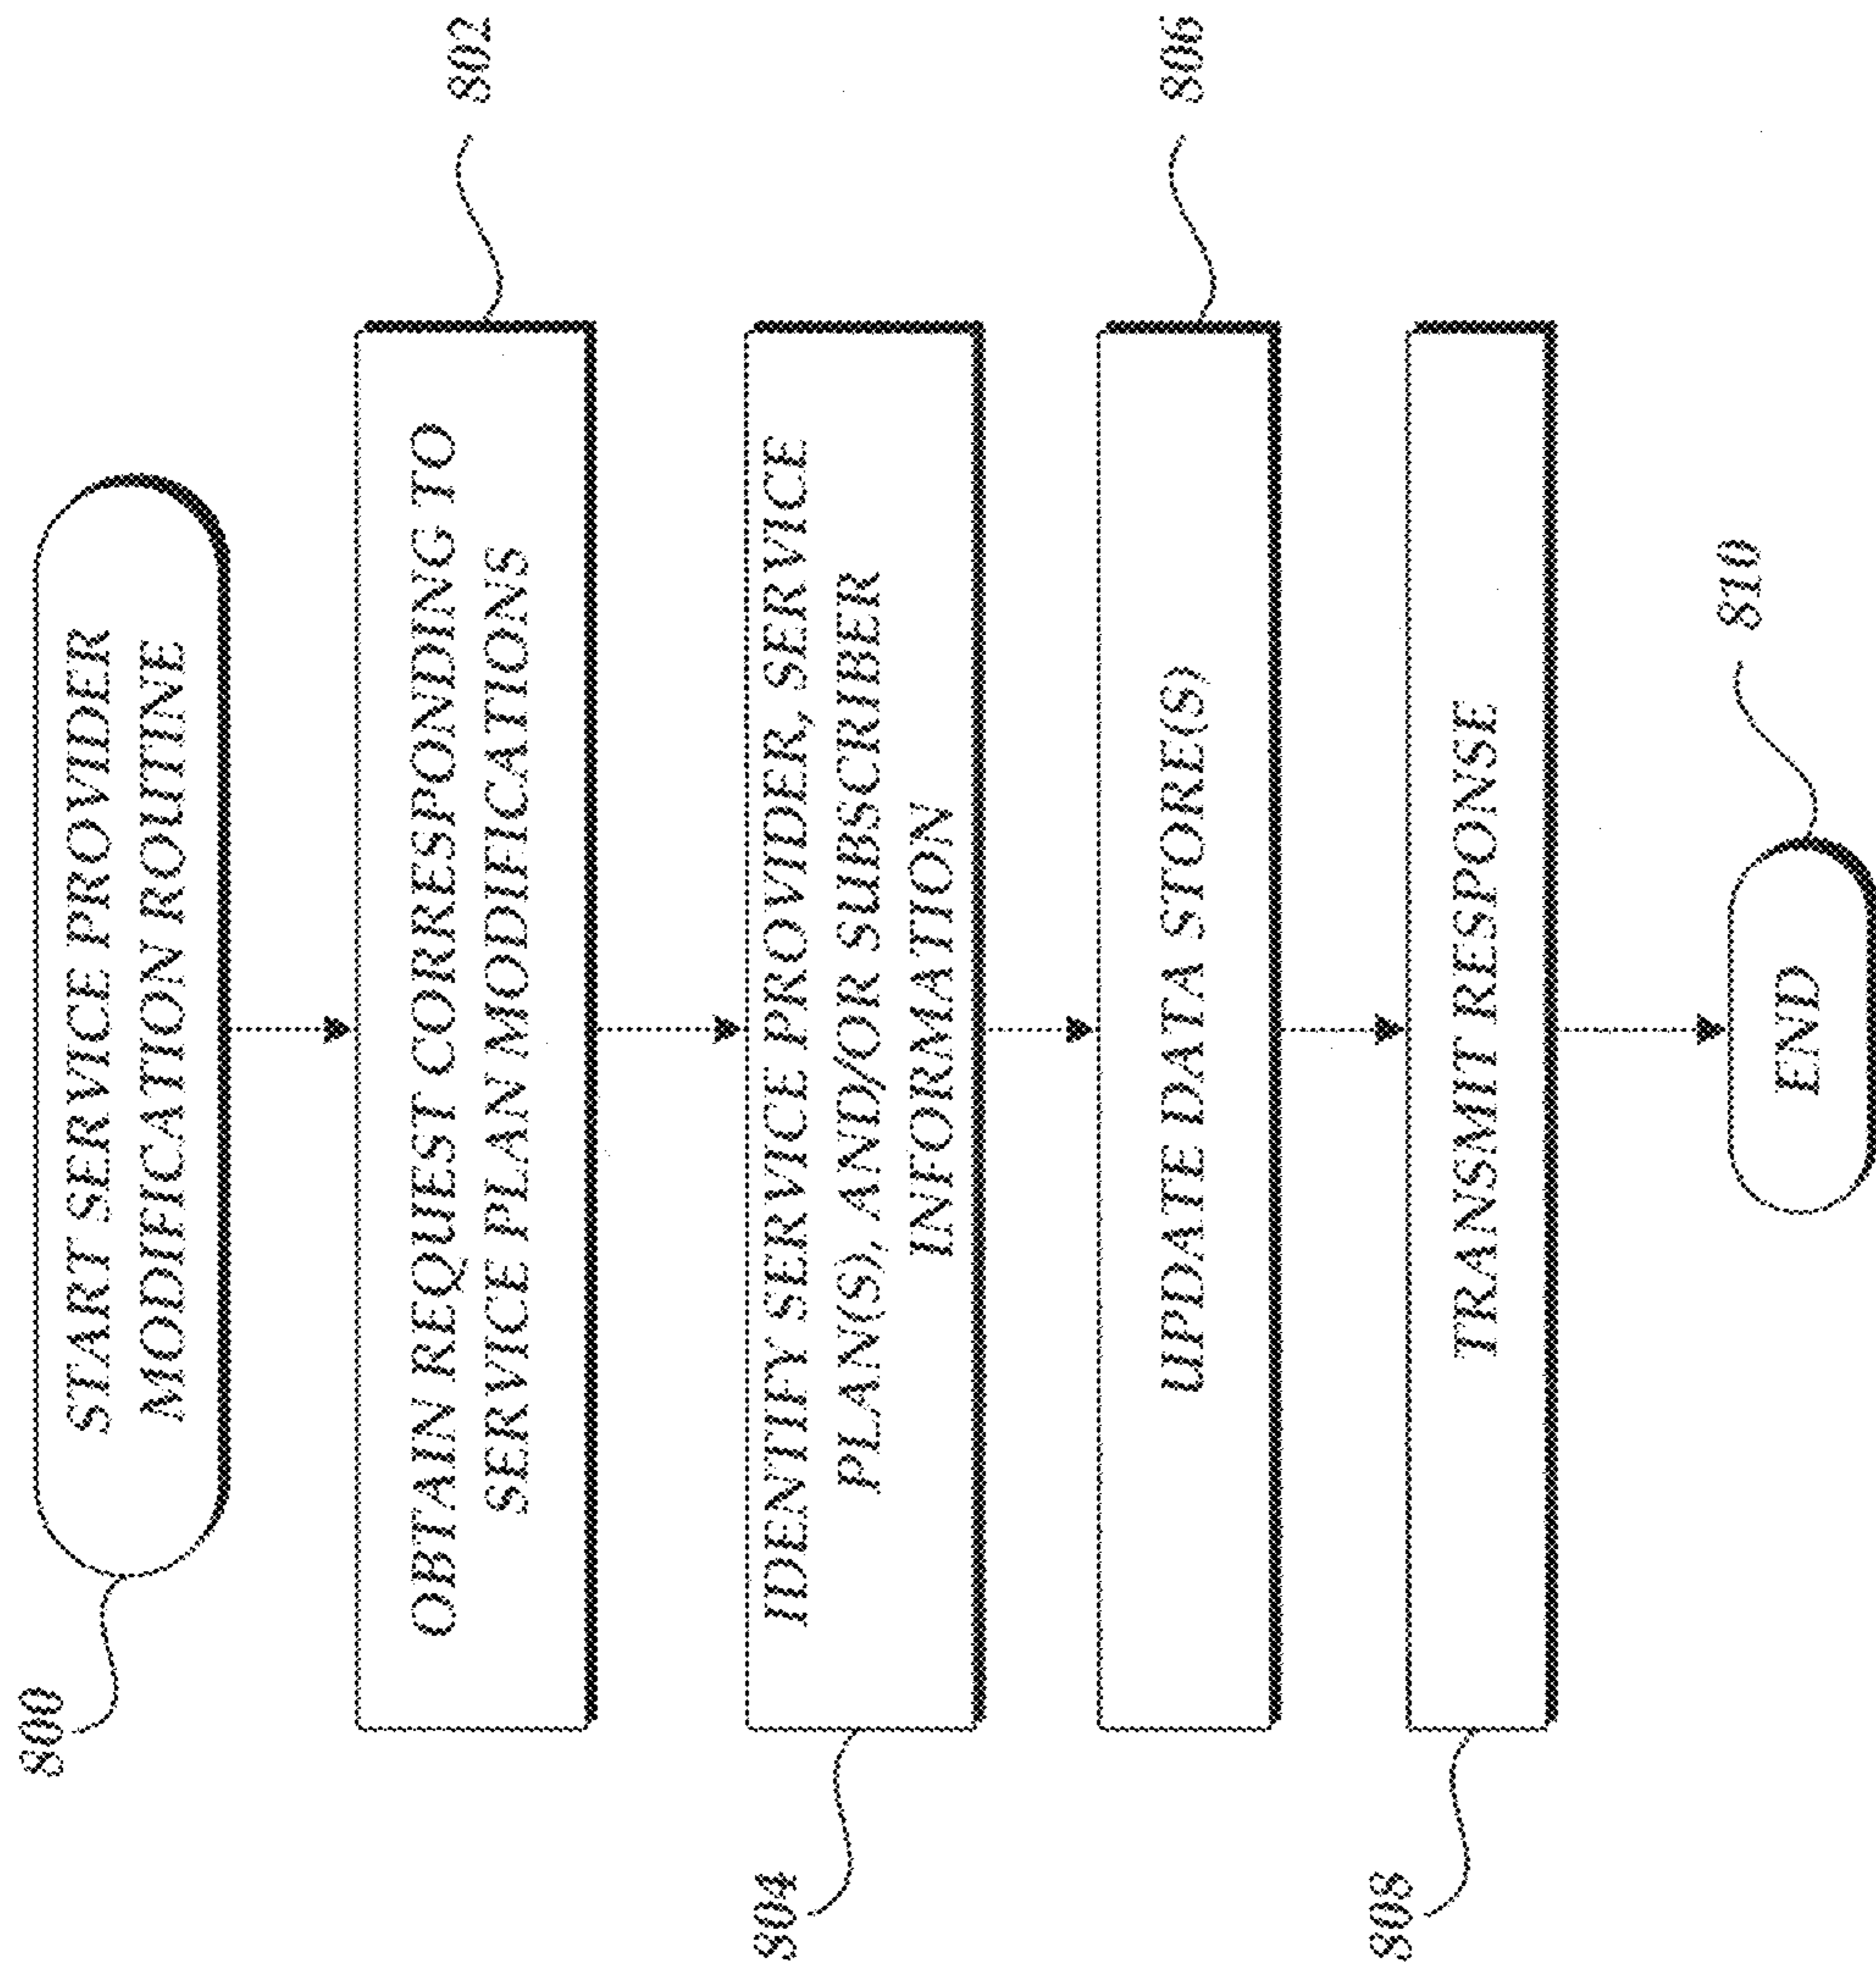 800
START SERVICE PROVIDER
MODIFICATION ROUTINE
802
OBTAIN REQUEST CORRESPONDING TO
SERVICE PLAN MODIFICATIONS
804
IDENTIFY SERVICE PROVIDER, SERVICE
PLAN(S), AND/OR SUBSCRIBER
INFORMATION
806
UPDATE DATA STORE(S)
808
TRANSMIT RESPONSE
810
END